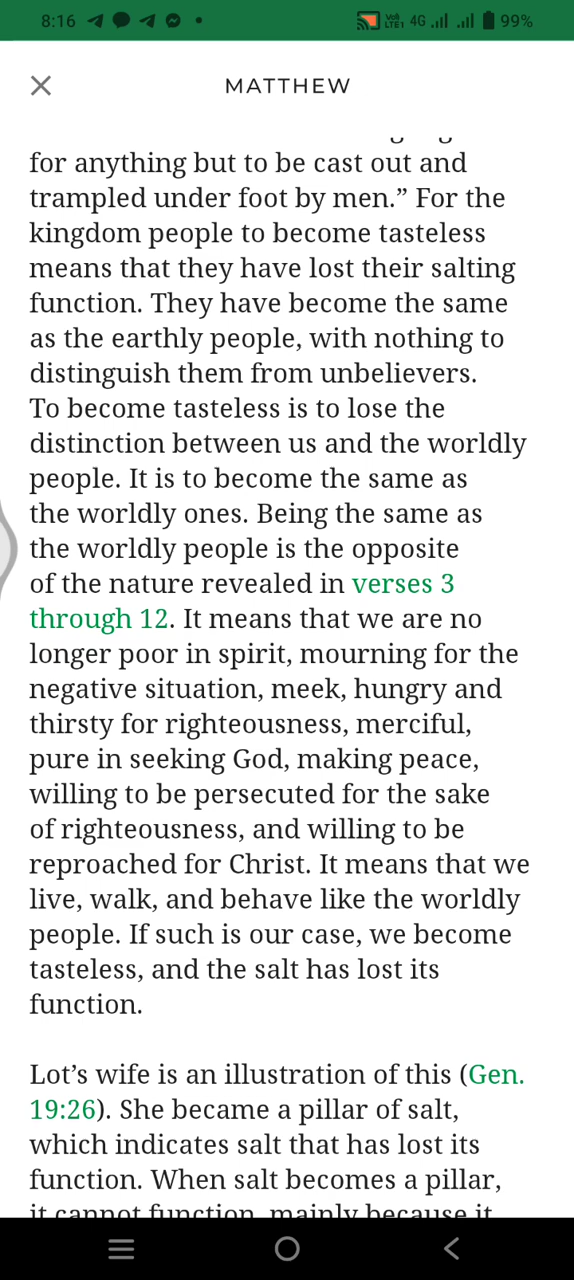 8:16
4G
99%
MATTHEW
for anything but to be cast out and
trampled under foot by men.” For the
kingdom people to become tasteless
means that they have lost their salting
function. They have become the same
as the earthly people, with nothing to
distinguish them from unbelievers.
To become tasteless is to lose the
distinction between us and the worldly
people. It is to become the same as
the worldly ones. Being the same as
the worldly people is the opposite
of the nature revealed in verses 3
through 12. It means that we are no
longer poor in spirit, mourning for the
negative situation, meek, hungry and
thirsty for righteousness, merciful,
pure in seeking God, making peace,
willing to be persecuted for the sake
of righteousness, and willing to be
reproached for Christ. It means that we
live, walk, and behave like the worldly
people. If such is our case, we become
tasteless, and the salt has lost its
function.
Lot’s wife is an illustration of this (Gen.
19:26). She became a pillar of salt,
which indicates salt that has lost its
function. When salt becomes a pillar,
it cannot function, mainly because it